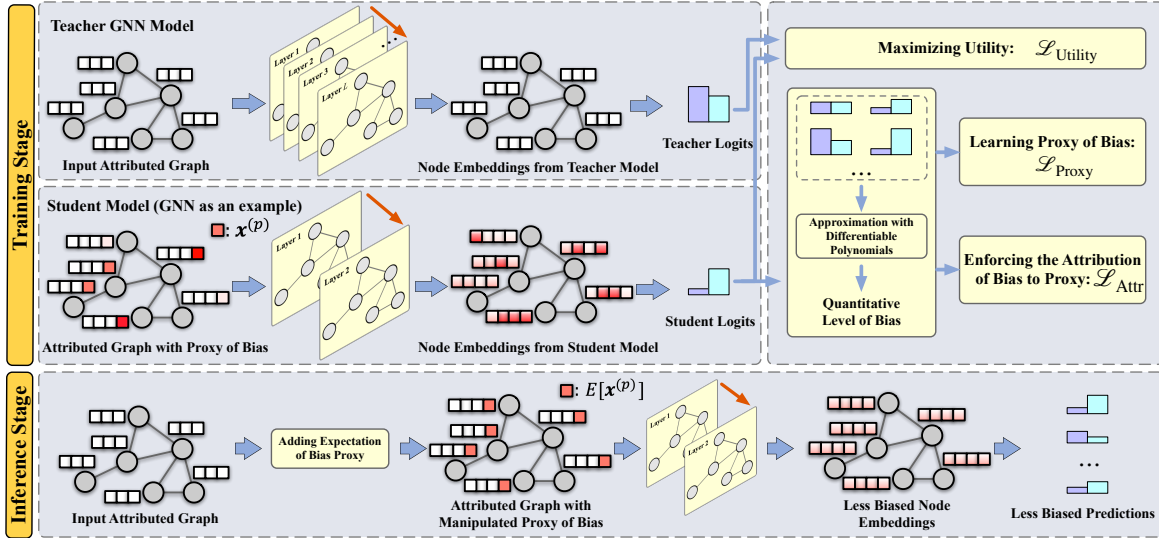 Training Stage
Teacher GNN Model
Layer 1
Layer 2
Layer 3
Layer L
...
Input Attributed Graph
Node Embeddings from Teacher Model
Teacher Logits
Student Model (GNN as an example)
: x^(p)
Layer 1
Layer 2
Attributed Graph with Proxy of Bias
Node Embeddings from Student Model
Student Logits
Maximizing Utility: ℒ_Utility
...
Approximation with
Differentiable
Polynomials
Quantitative
Level of Bias
Learning Proxy of Bias:
ℒ_Proxy
Enforcing the Attribution
of Bias to Proxy: ℒ_Attr
Inference Stage
Input Attributed Graph
Adding Expectation
of Bias Proxy
: E[x^(p)]
Attributed Graph with
Manipulated Proxy of Bias
Layer 1
Layer 2
Less Biased Node
Embeddings
...
Less Biased Predictions